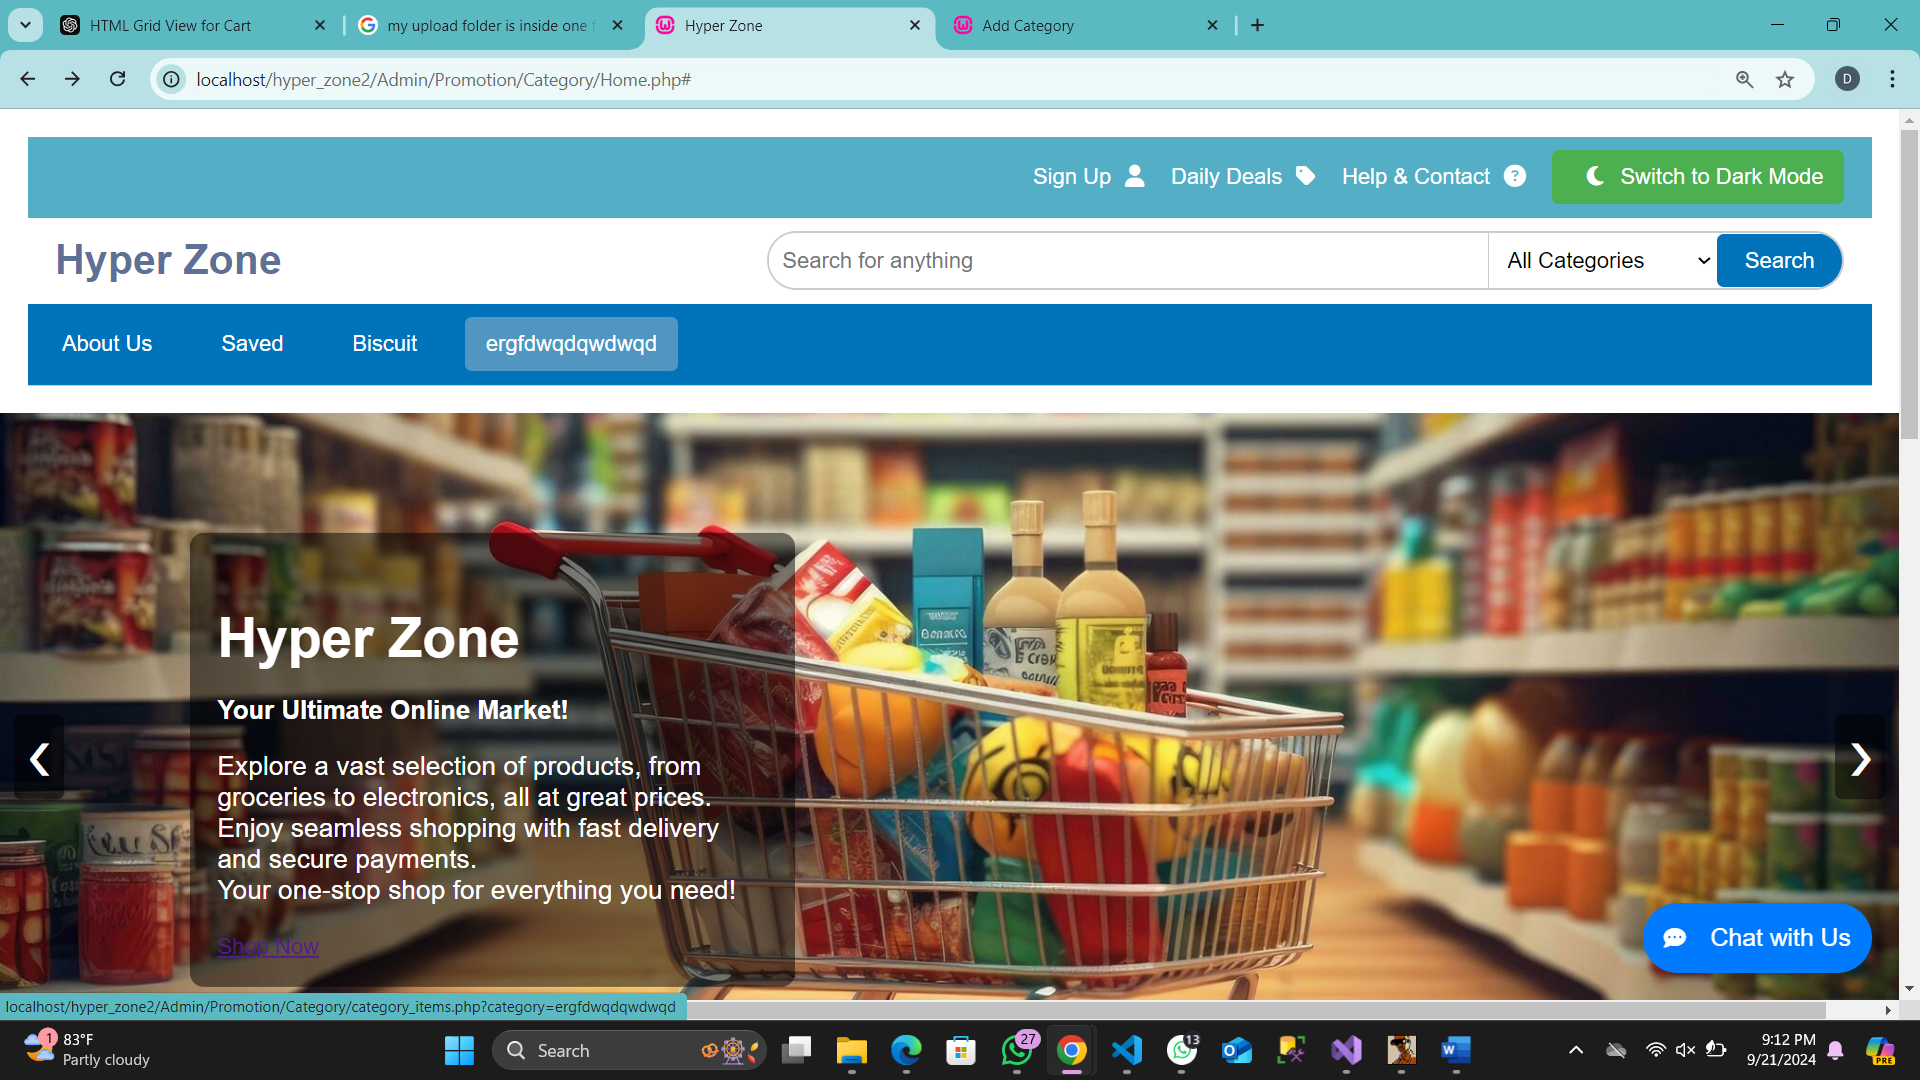 HTML Grid View for Cart
my upload folder is inside one
Hyper Zone
Add Category
localhost/hyper_zone2/Admin/Promotion/Category/Home.php#
D
Sign Up
Daily Deals
Help & Contact
?
Switch to Dark Mode
Hyper Zone
Search for anything
All Categories
Search
About Us
Saved
Biscuit
ergfdwqdqwdwqd
Hyper Zone
Your Ultimate Online Market!
Explore a vast selection of products, from
groceries to electronics, all at great prices.
Enjoy seamless shopping with fast delivery
and secure payments.
Your one-stop shop for everything you need!
Shop Now
❮
❯
Chat with Us
localhost/hyper_zone2/Admin/Promotion/Category/category_items.php?category=ergfdwqdqwdwqd
1
83°F
Partly cloudy
Search
27
13
PRE
9:12 PM
9/21/2024